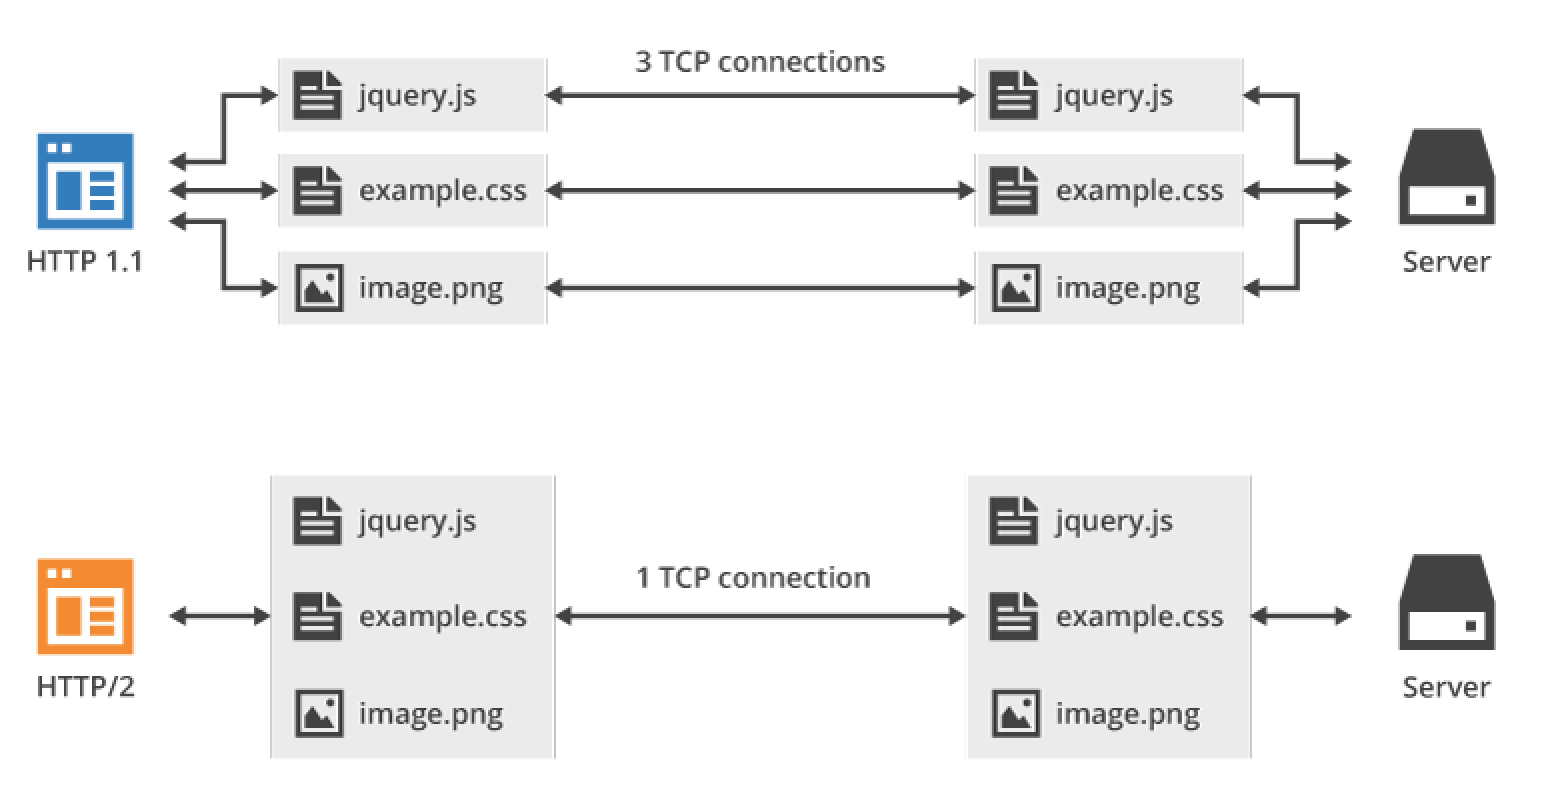 3 TCP connections
jquery.js
jquery.js
example.css
example.css
HTTP 1.1
Server
image.png
image.png
jquery.js
jquery.js
1 TCP connection
example.css
example.css
HTTP/2
Server
image.png
image.png